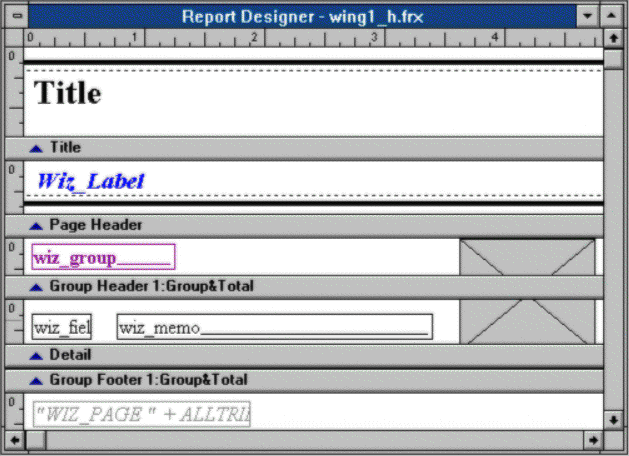 Report Designer - wing1_h.frx
0 1 2 3 4
0
Title
Title
0
Wiz_Label
Page Header
0
wiz_group______
Group Header 1:Group&Total
0
wiz_fiel wiz_memo________________________
Detail
Group Footer 1:Group&Total
0
"WIZ_PAGE " + ALLTRI